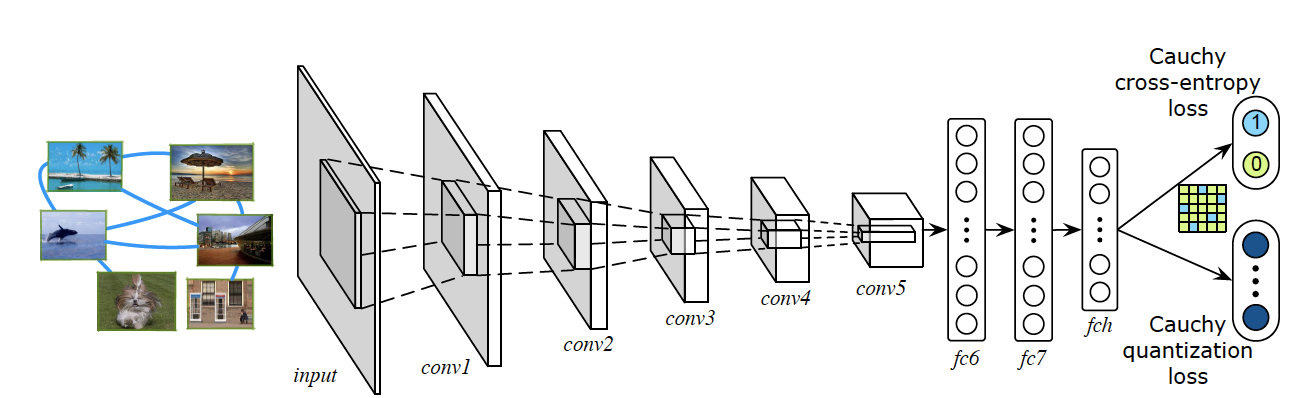 Cauchy
cross-entropy
loss
1
0
input
conv1
conv2
conv3
conv4
conv5
fc6
fc7
fch
Cauchy
quantization
loss